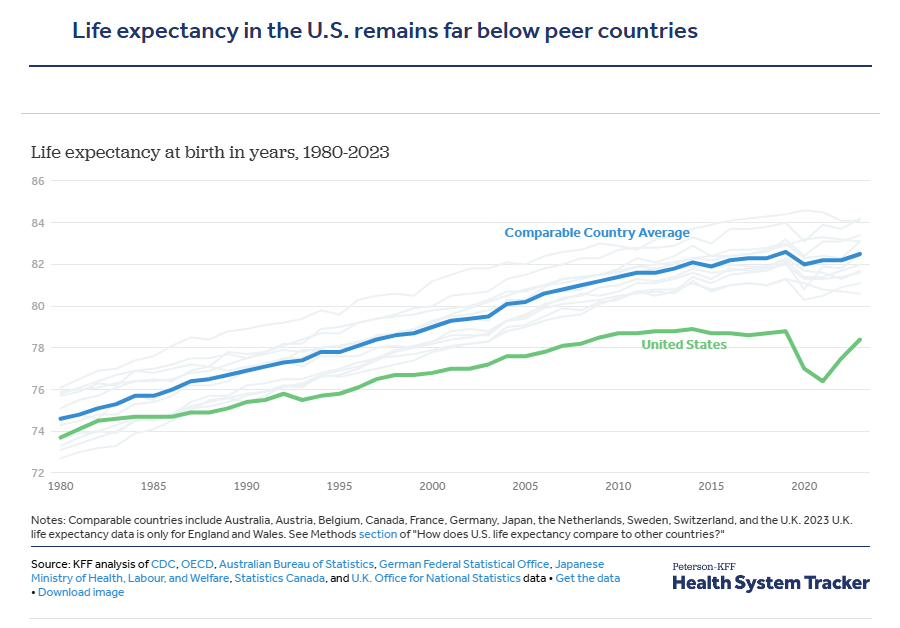 Life expectancy in the U.S. remains far below peer countries
Life expectancy at birth in years, 1980-2023
86
84
Comparable Country Average
82
80
78
United States
76
74
72
1980 1985 1990 1995 2000 2005 2010 2015 2020
Notes: Comparable countries include Australia, Austria, Belgium, Canada, France, Germany, Japan, the Netherlands, Sweden, Switzerland, and the U.K. 2023 U.K.
life expectancy data is only for England and Wales. See Methods section of "How does U.S. life expectancy compare to other countries?"
Source: KFF analysis of CDC, OECD, Australian Bureau of Statistics, German Federal Statistical Office, Japanese
Ministry of Health, Labour, and Welfare, Statistics Canada, and U.K. Office for National Statistics data • Get the data
• Download image
Peterson-KFF
Health System Tracker